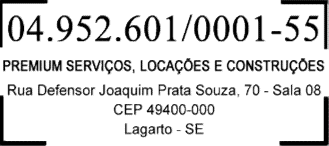 04.952.601/0001-55
PREMIUM SERVIÇOS, LOCAÇÕES E CONSTRUÇÕES
Rua Defensor Joaquim Prata Souza, 70 - Sala 08
CEP 49400-000
Lagarto - SE